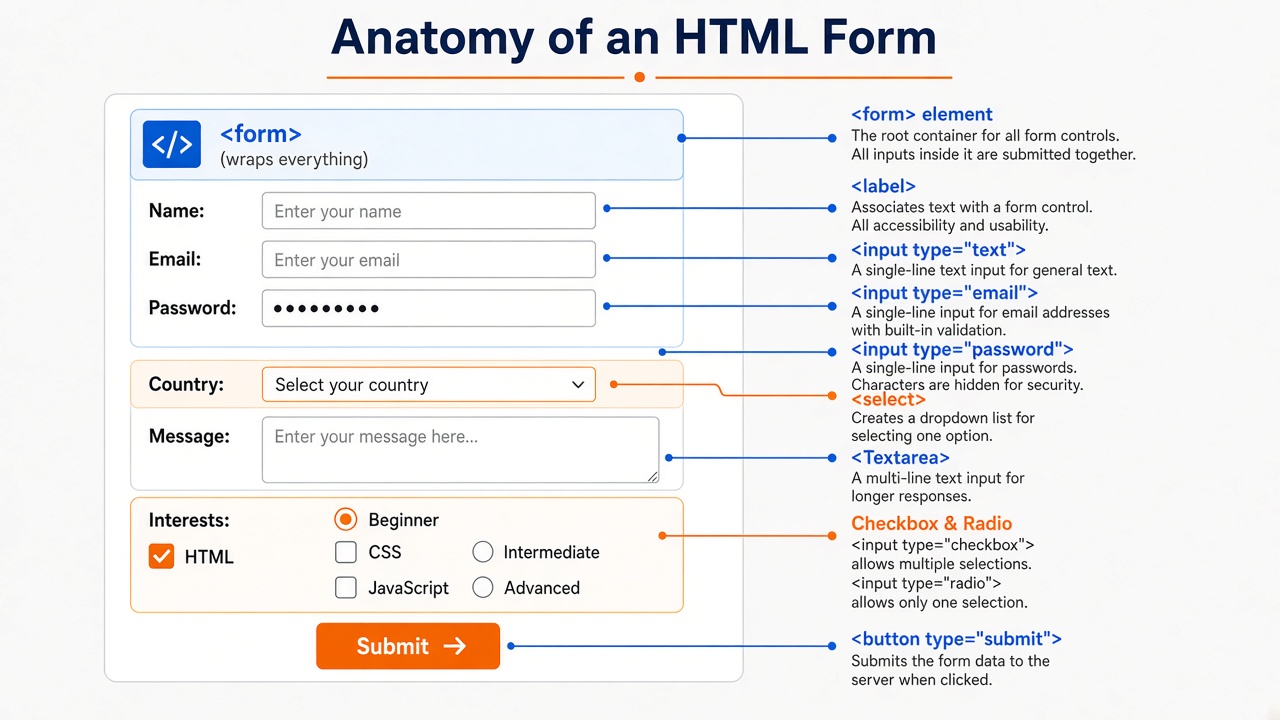 Anatomy of an HTML Form
</>
<form>
(wraps everything)
Name:
Enter your name
Email:
Enter your email
Password:
Country:
Select your country
Message:
Enter your message here...
Interests:
Beginner
HTML
CSS
Intermediate
JavaScript
Advanced
Submit →
<form> element
The root container for all form controls.
All inputs inside it are submitted together.
<label>
Associates text with a form control.
All accessibility and usability.
<input type="text">
A single-line text input for general text.
<input type="email">
A single-line input for email addresses
with built-in validation.
<input type="password">
A single-line input for passwords.
Characters are hidden for security.
<select>
Creates a dropdown list for
selecting one option.
<Textarea>
A multi-line text input for
longer responses.
Checkbox & Radio
<input type="checkbox">
allows multiple selections.
<input type="radio">
allows only one selection.
<button type="submit">
Submits the form data to the
server when clicked.